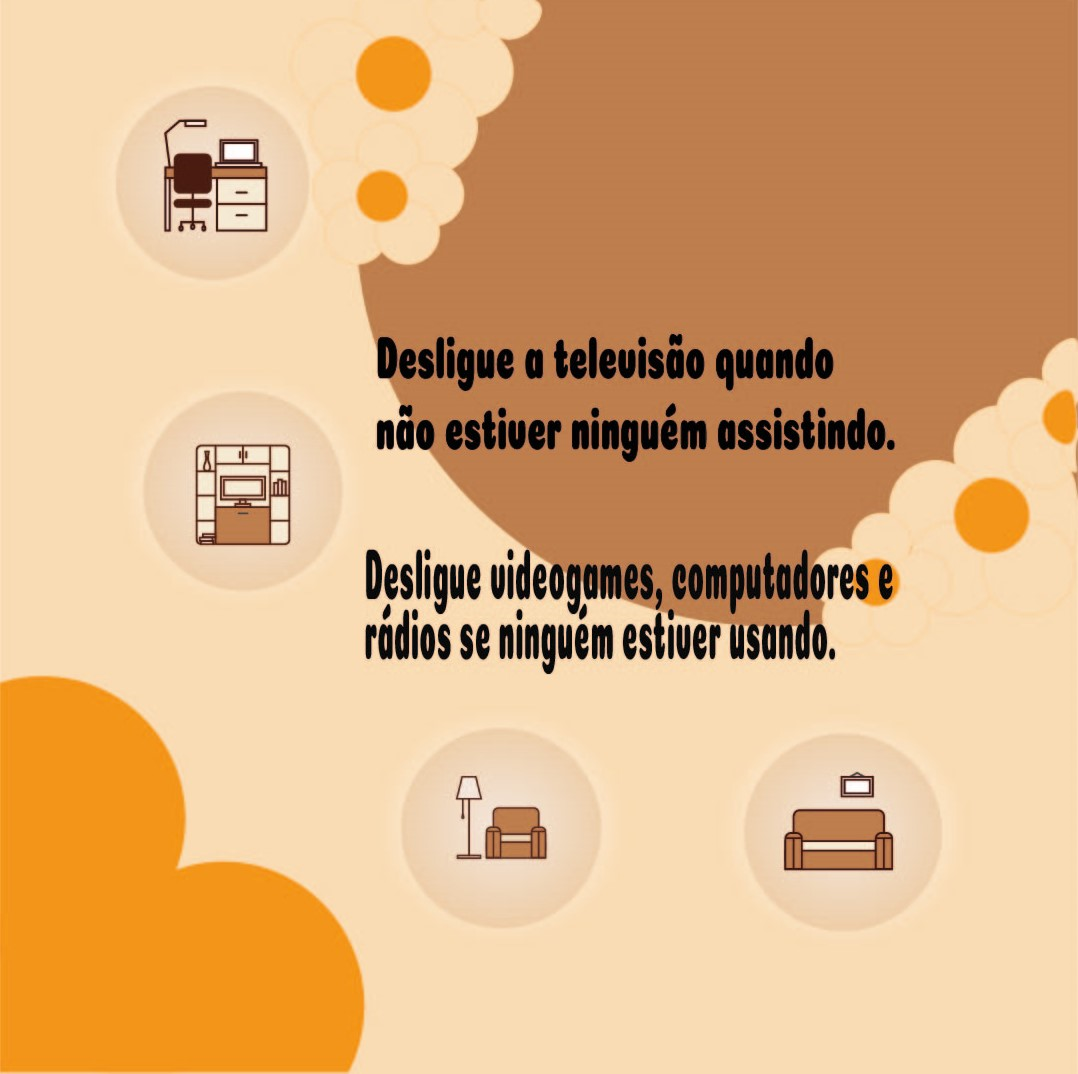 Desligue a televisão quando
não estiver ninguém assistindo.
Desligue videogames, computadores e
rádios se ninguém estiver usando.